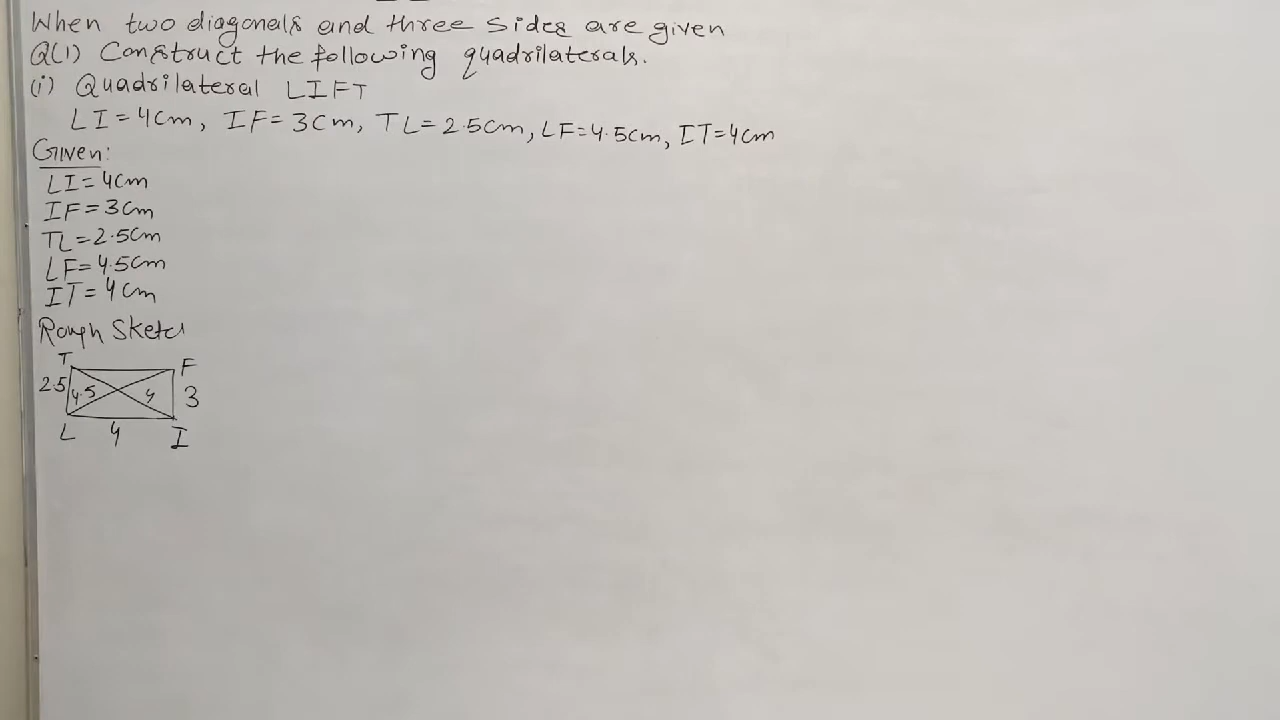 When two diagonals and three sides are given
Q(1) Construct the following quadrilaterals.
(i) Quadrilateral LIFT
LI=4cm, IF=3cm, TL=2.5cm, LF=4.5cm, IT=4cm
Given:
LI=4cm
IF=3cm
TL=2.5cm
LF=4.5cm
IT=4cm
Rough Sketch
T F
2.5 4.5 4 3
L 4 I